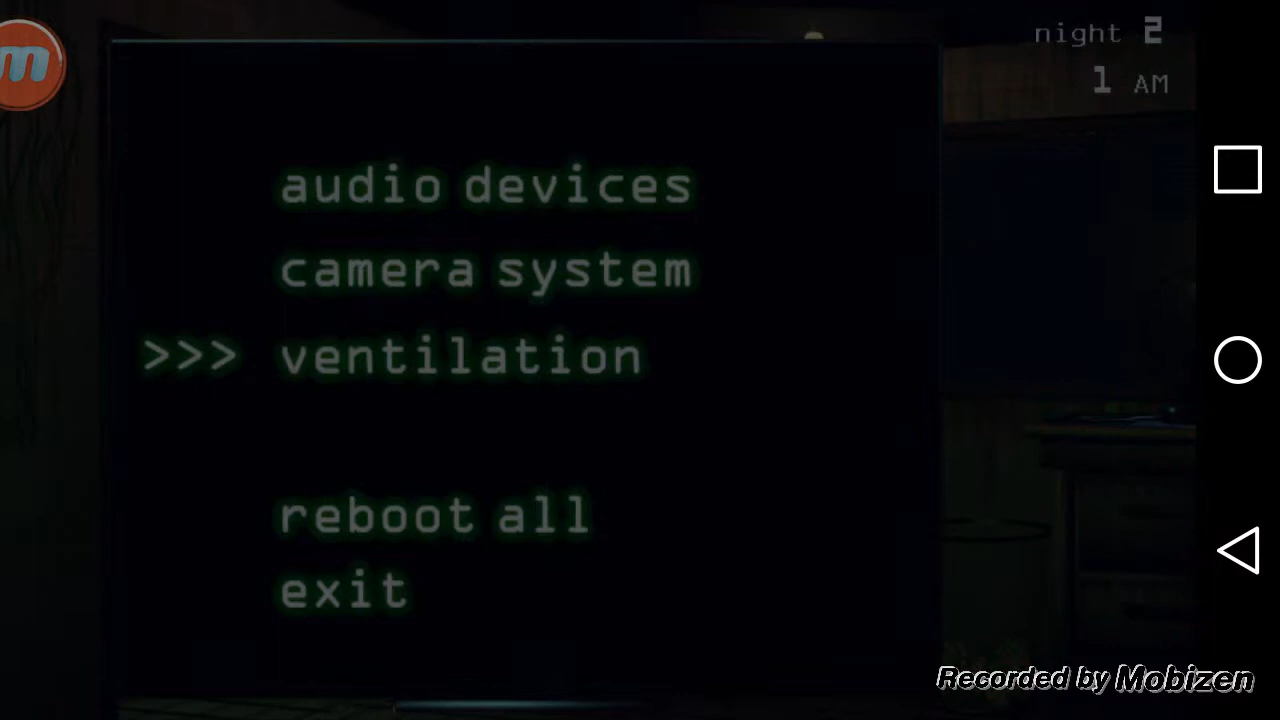 m
night 2
1 AM
audio devices
camera system
>>> ventilation
reboot all
exit
Recorded by Mobizen